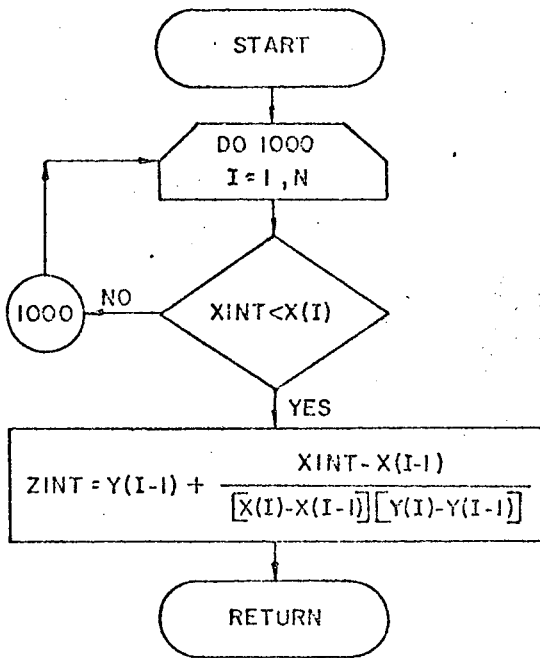 START
DO 1000
I = 1 , N
XINT<X(I)
NO
1000
YES
ZINT = Y(I-1) + XINT-X(I-1)
[X(I)-X(I-1)][Y(I)-Y(I-1)]
RETURN